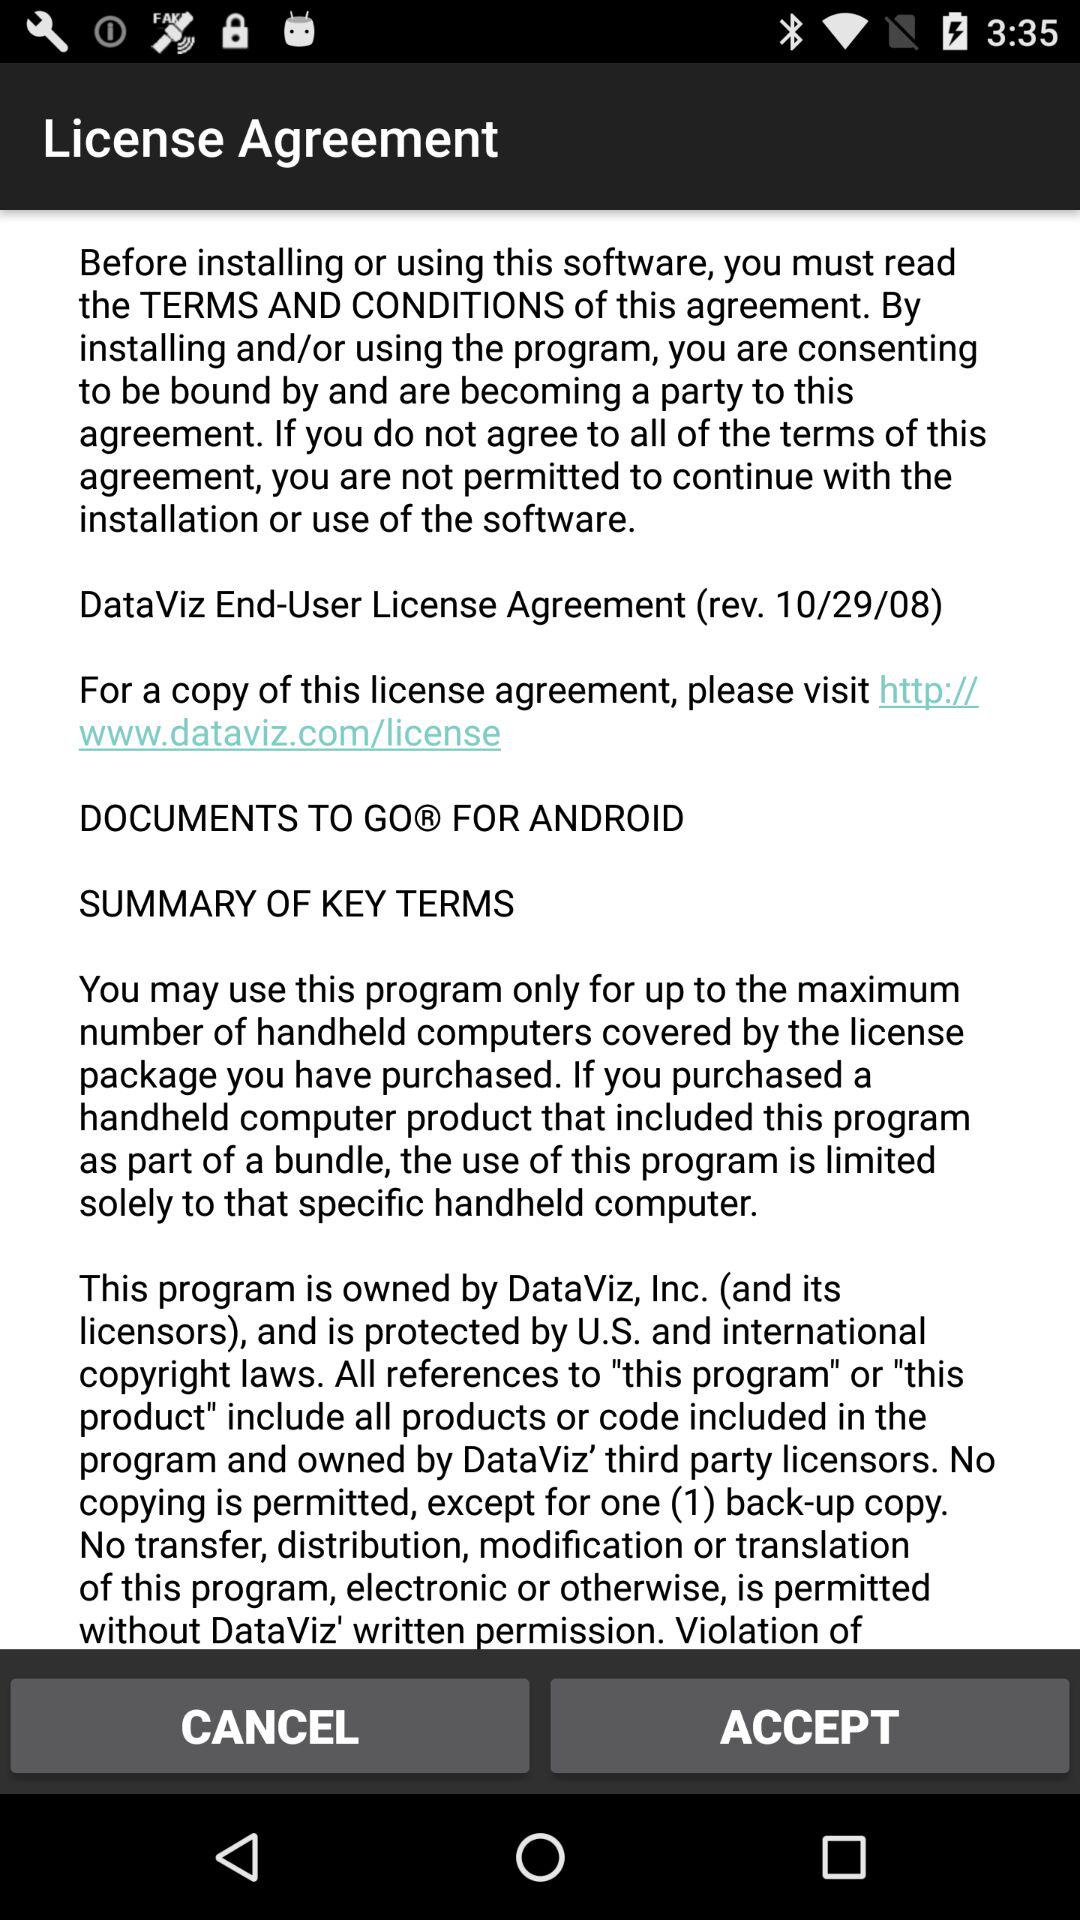 FAKE
3:35
License Agreement
Before installing or using this software, you must read
the TERMS AND CONDITIONS of this agreement. By
installing and/or using the program, you are consenting
to be bound by and are becoming a party to this
agreement. If you do not agree to all of the terms of this
agreement, you are not permitted to continue with the
installation or use of the software.
DataViz End-User License Agreement (rev. 10/29/08)
For a copy of this license agreement, please visit http://
www.dataviz.com/license
DOCUMENTS TO GO® FOR ANDROID
SUMMARY OF KEY TERMS
You may use this program only for up to the maximum
number of handheld computers covered by the license
package you have purchased. If you purchased a
handheld computer product that included this program
as part of a bundle, the use of this program is limited
solely to that specific handheld computer.
This program is owned by DataViz, Inc. (and its
licensors), and is protected by U.S. and international
copyright laws. All references to "this program" or "this
product" include all products or code included in the
program and owned by DataViz’ third party licensors. No
copying is permitted, except for one (1) back-up copy.
No transfer, distribution, modification or translation
of this program, electronic or otherwise, is permitted
without DataViz' written permission. Violation of
CANCEL
ACCEPT